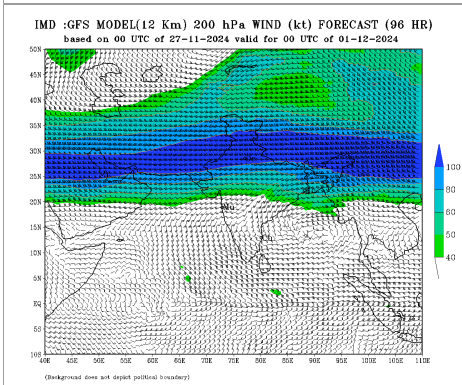 IMD :GFS MODEL(12 Km) 200 hPa WIND (kt) FORECAST (96 HR)
based on 00 UTC of 27-11-2024 valid for 00 UTC of 01-12-2024
50N
45N
40N
35N
30N
25N
20N
15N
10N
5N
EQ
5S
10S
40E 45E 50E 55E 60E 65E 70E 75E 80E 85E 90E 95E 100E 105E 110E
100
80
60
50
40
Mu
(Background does not depict political boundary)